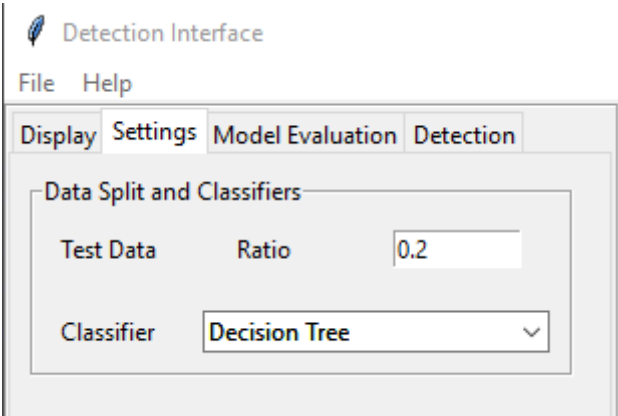 Detection Interface
File Help
Display Settings Model Evaluation Detection
Data Split and Classifiers
Test Data Ratio 0.2
Classifier Decision Tree